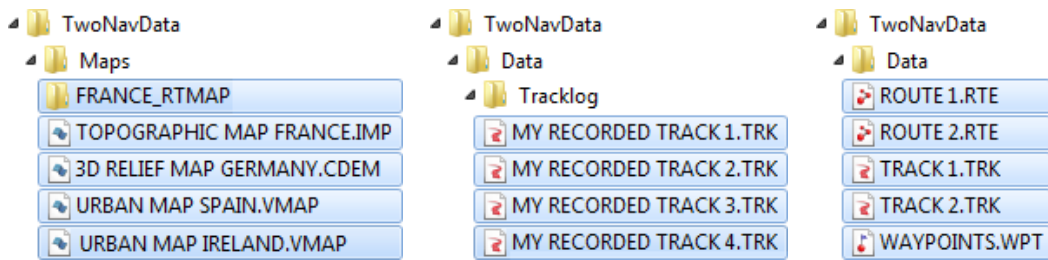 TwoNavData
Maps
FRANCE_RTMAP
TOPOGRAPHIC MAP FRANCE.IMP
3D RELIEF MAP GERMANY.CDEM
URBAN MAP SPAIN.VMAP
URBAN MAP IRELAND.VMAP
TwoNavData
Data
Tracklog
MY RECORDED TRACK 1.TRK
MY RECORDED TRACK 2.TRK
MY RECORDED TRACK 3.TRK
MY RECORDED TRACK 4.TRK
TwoNavData
Data
ROUTE 1.RTE
ROUTE 2.RTE
TRACK 1.TRK
TRACK 2.TRK
WAYPOINTS.WPT